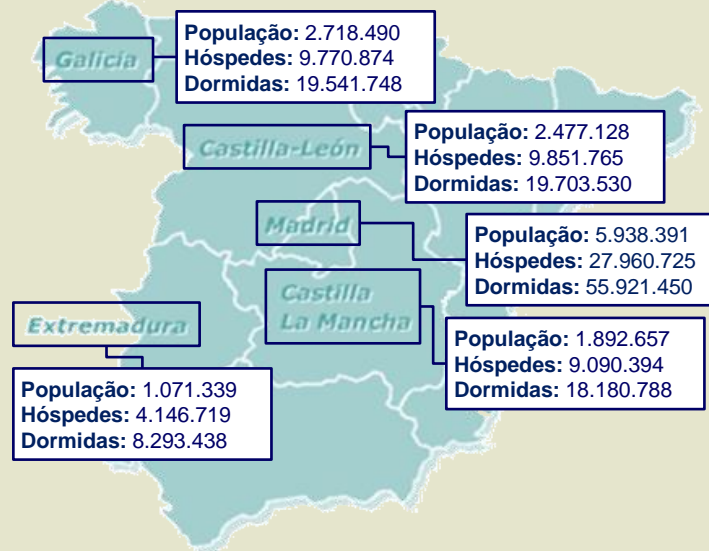 Galicia
População: 2.718.490
Hóspedes: 9.770.874
Dormidas: 19.541.748
Castilla-León
População: 2.477.128
Hóspedes: 9.851.765
Dormidas: 19.703.530
Madrid
População: 5.938.391
Hóspedes: 27.960.725
Dormidas: 55.921.450
Castilla
La Mancha
População: 1.892.657
Hóspedes: 9.090.394
Dormidas: 18.180.788
Extremadura
População: 1.071.339
Hóspedes: 4.146.719
Dormidas: 8.293.438